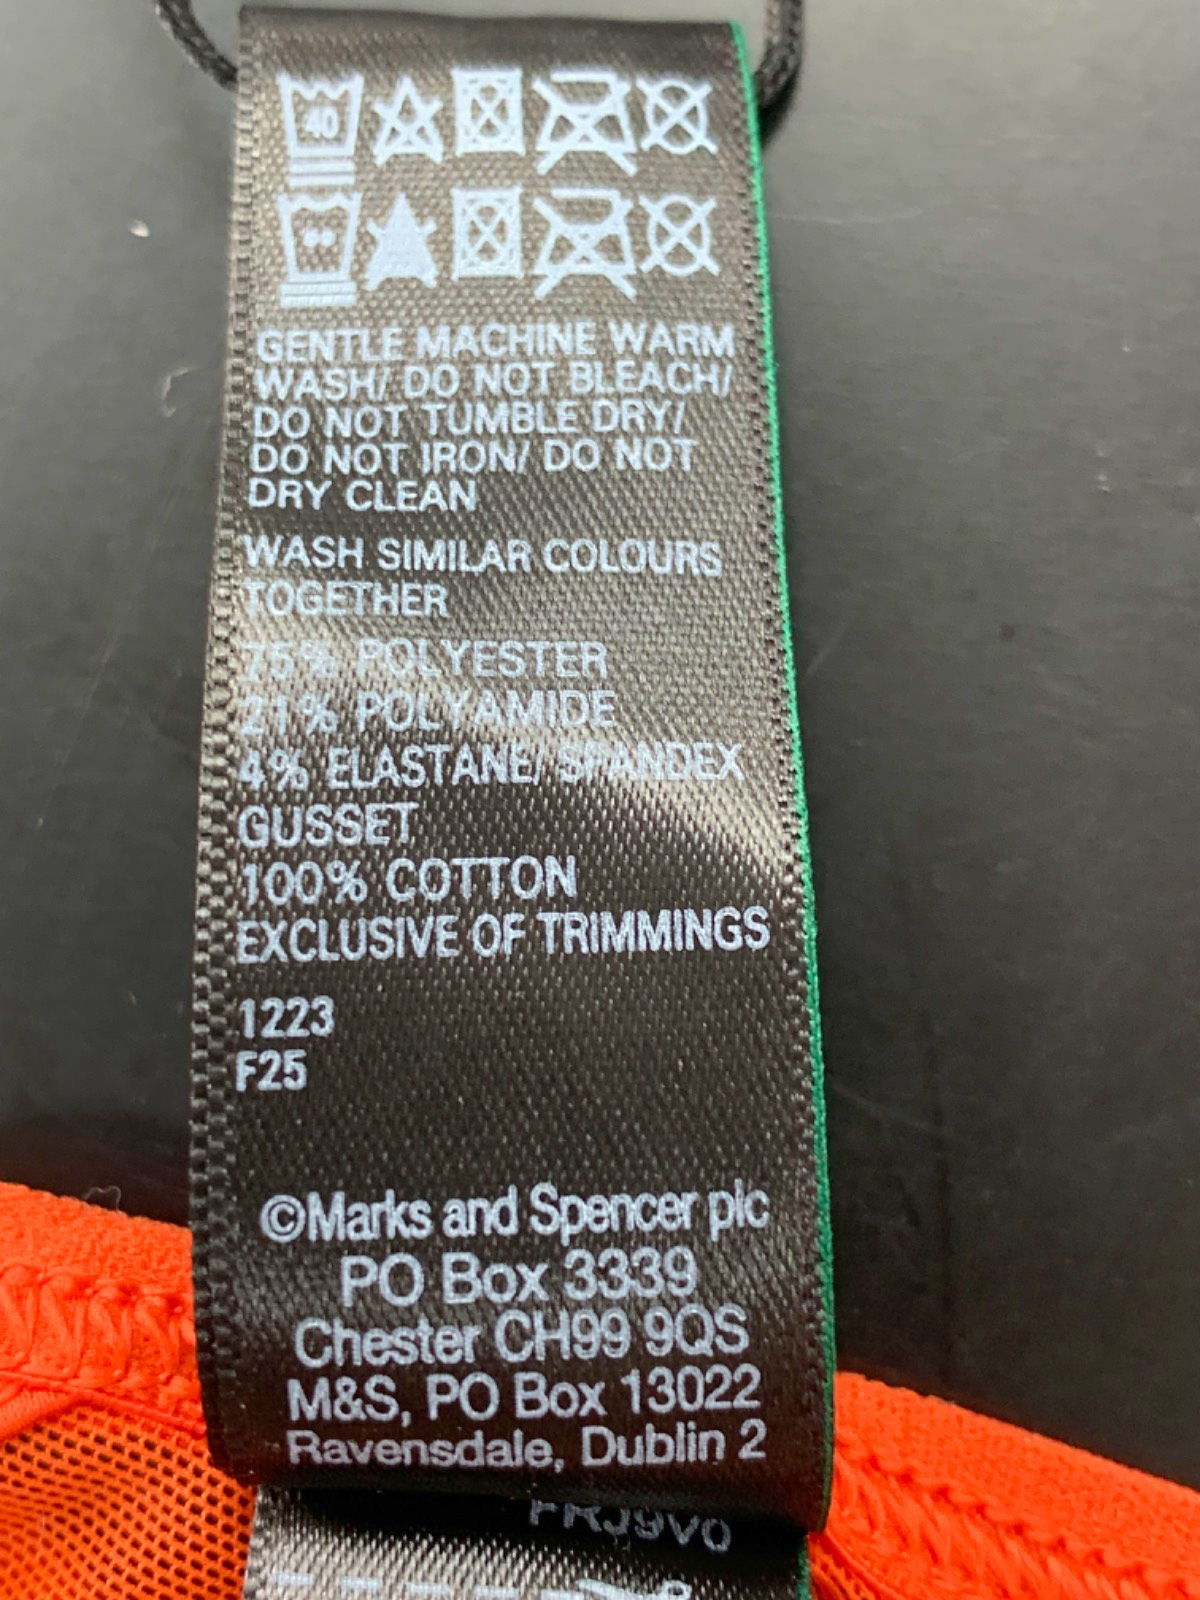 40
GENTLE MACHINE WARM
WASH/ DO NOT BLEACH/
DO NOT TUMBLE DRY/
DO NOT IRON/ DO NOT
DRY CLEAN
WASH SIMILAR COLOURS
TOGETHER
75% POLYESTER
21% POLYAMIDE
4% ELASTANE/ SPANDEX
GUSSET
100% COTTON
EXCLUSIVE OF TRIMMINGS
1223
F25
©Marks and Spencer plc
PO Box 3339
Chester CH99 9QS
M&S, PO Box 13022
Ravensdale, Dublin 2
FRJ9V0